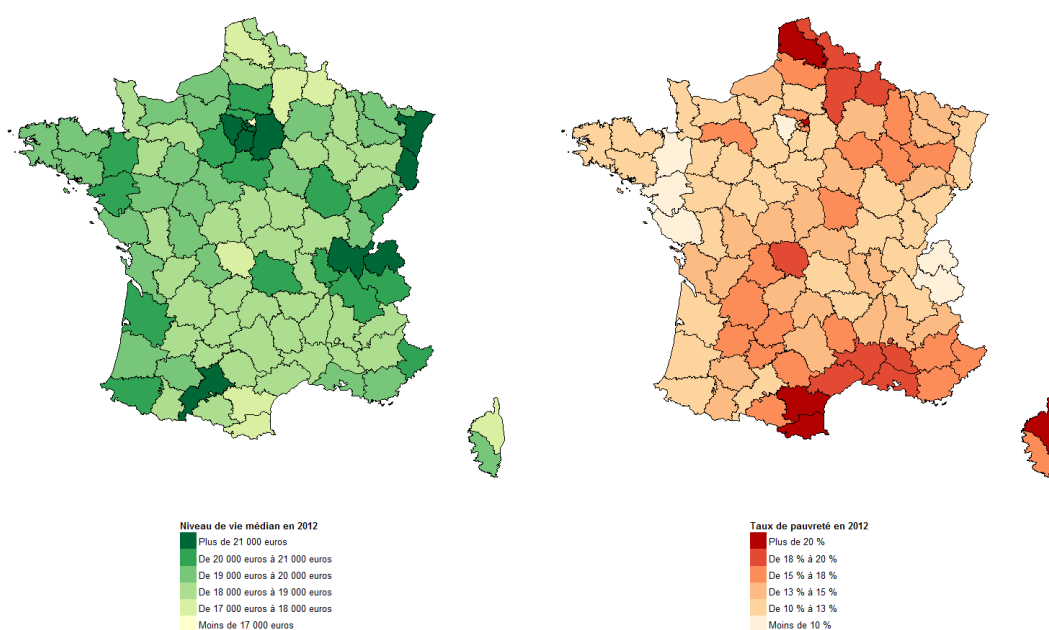 Niveau de vie médian en 2012
Plus de 21 000 euros
De 20 000 euros à 21 000 euros
De 19 000 euros à 20 000 euros
De 18 000 euros à 19 000 euros
De 17 000 euros à 18 000 euros
Moins de 17 000 euros
Taux de pauvreté en 2012
Plus de 20 %
De 18 % à 20 %
De 15 % à 18 %
De 13 % à 15 %
De 10 % à 13 %
Moins de 10 %